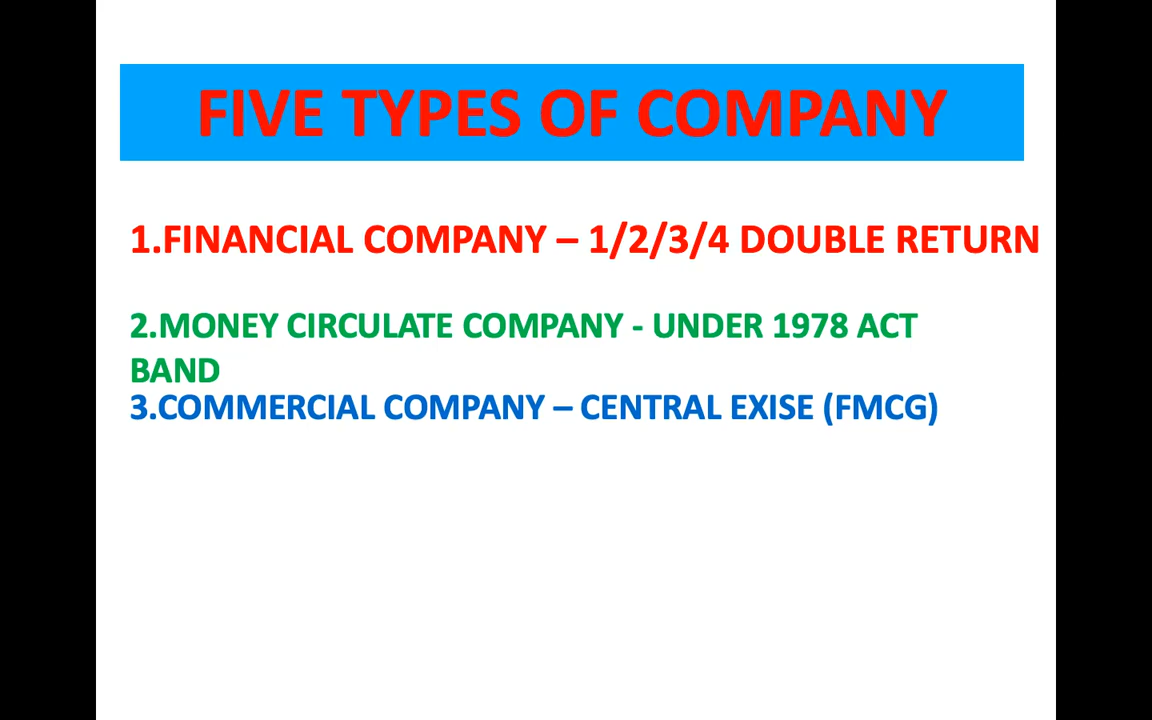 FIVE TYPES OF COMPANY
1.FINANCIAL COMPANY – 1/2/3/4 DOUBLE RETURN
2.MONEY CIRCULATE COMPANY - UNDER 1978 ACT
BAND
3.COMMERCIAL COMPANY – CENTRAL EXISE (FMCG)